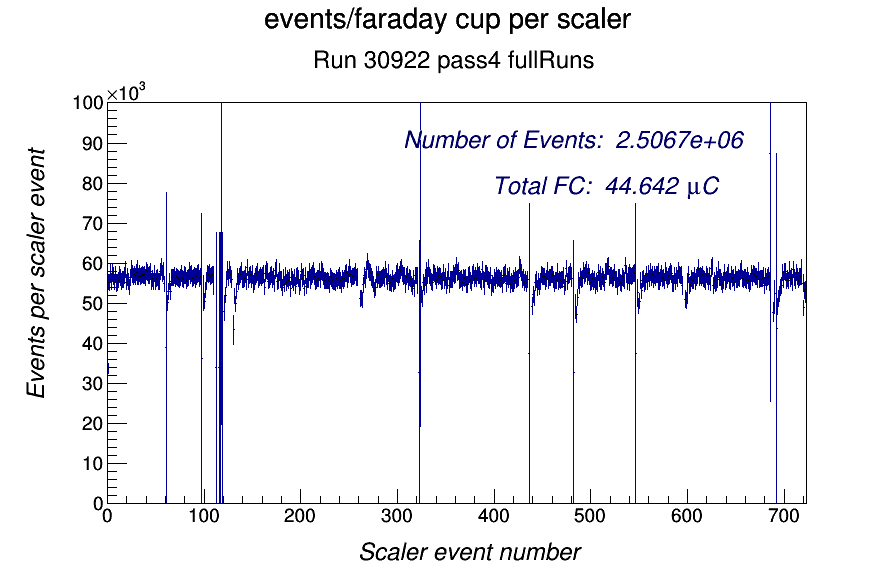 events/faraday cup per scaler
Run 30922 pass4 fullRuns
×10³
100
90
80
70
60
50
40
30
20
10
0
Events per scaler event
Number of Events: 2.5067e+06
Total FC: 44.642 μC
0 100 200 300 400 500 600 700
Scaler event number